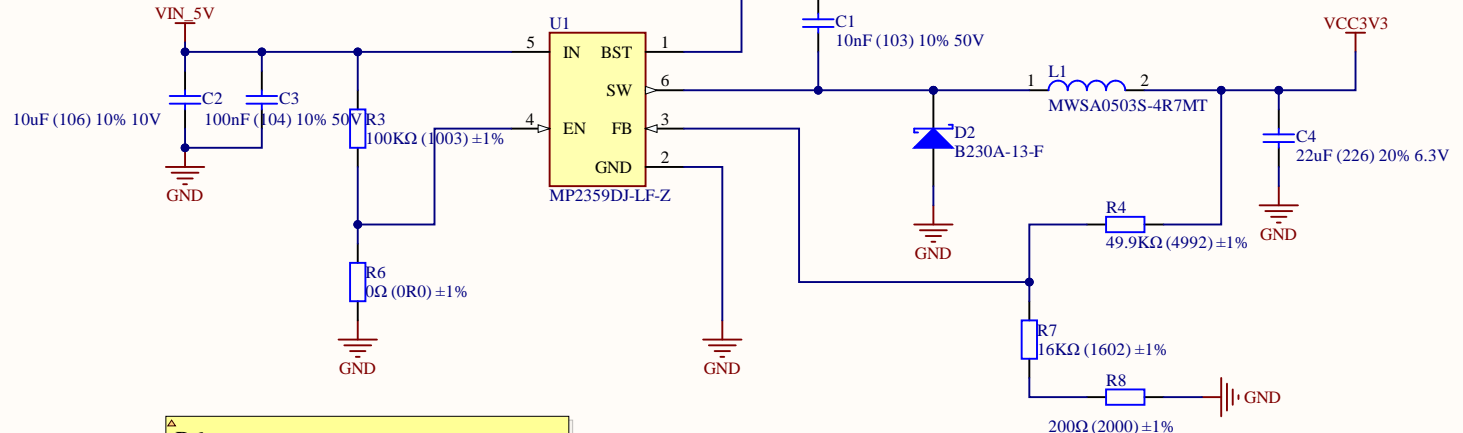 VIN_5V
U1
C1
10nF (103) 10% 50V
VCC3V3
5
IN
BST
1
L1
1
2
MWSA0503S-4R7MT
C2
C3
10uF (106) 10% 10V
100nF (104) 10% 50V
R3
100KΩ (1003) ±1%
SW
6
4
EN
FB
3
D2
B230A-13-F
C4
22uF (226) 20% 6.3V
GND
2
GND
MP2359DJ-LF-Z
R4
49.9KΩ (4992) ±1%
GND
GND
R6
0Ω (0R0) ±1%
R7
16KΩ (1602) ±1%
GND
GND
R8
GND
200Ω (2000) ±1%